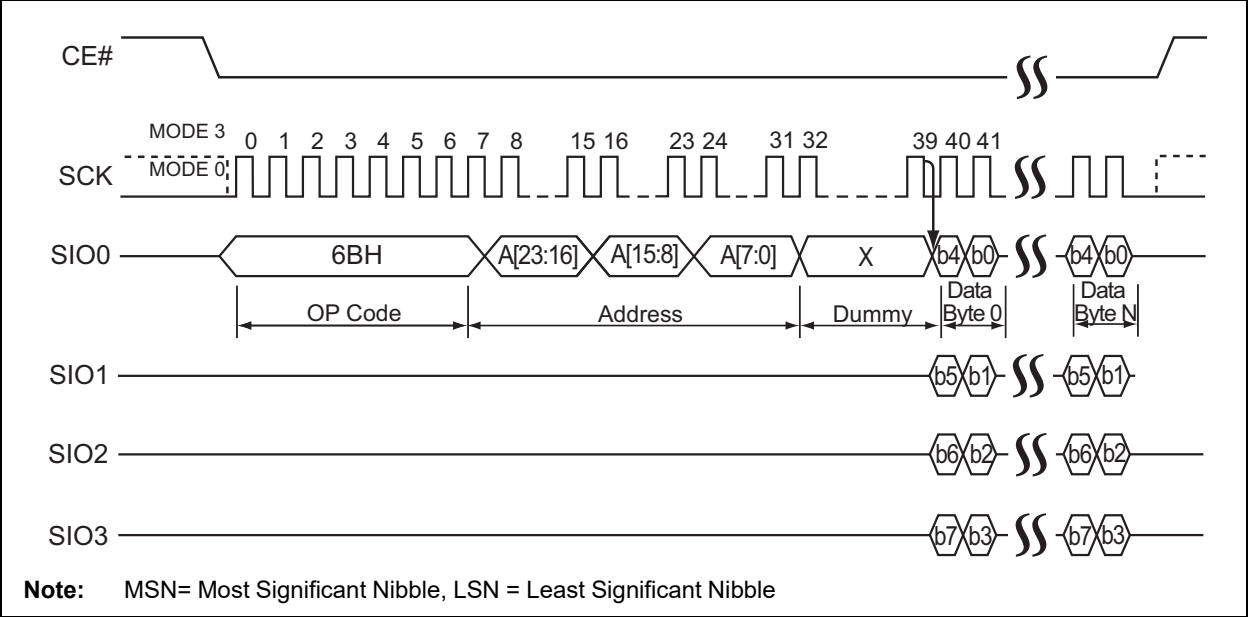 CE#
MODE 3
0 1 2 3 4 5 6 7 8 15 16 23 24 31 32 39 40 41
SCK
MODE 0
SIO0 6BH A[23:16] A[15:8] A[7:0] X b4 b0 b4 b0
OP Code Address Dummy Data Byte 0 Data Byte N
SIO1 b5 b1 b5 b1
SIO2 b6 b2 b6 b2
SIO3 b7 b3 b7 b3
Note: MSN= Most Significant Nibble, LSN = Least Significant Nibble